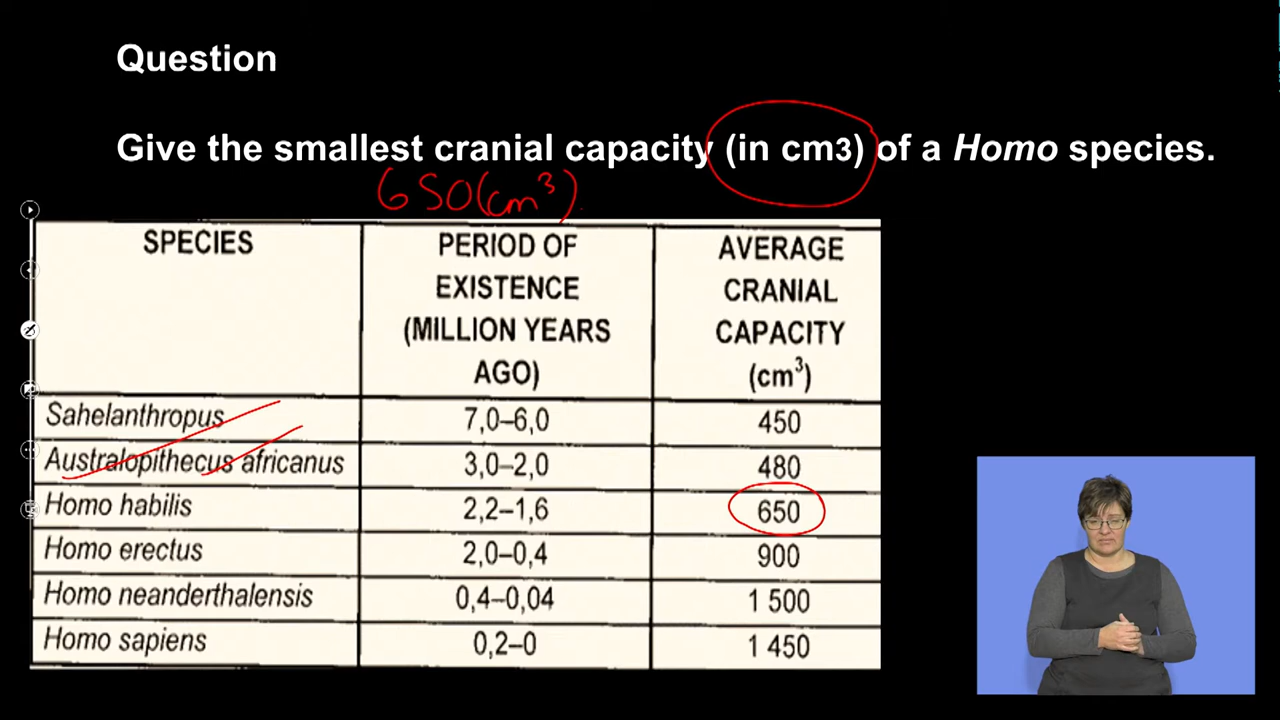 Question
Give the smallest cranial capacity (in cm3) of a Homo species.
650(cm³)
SPECIES PERIOD OF EXISTENCE (MILLION YEARS AGO) AVERAGE CRANIAL CAPACITY (cm³)
Sahelanthropus 7,0–6,0 450
Australopithecus africanus 3,0–2,0 480
Homo habilis 2,2–1,6 650
Homo erectus 2,0–0,4 900
Homo neanderthalensis 0,4–0,04 1 500
Homo sapiens 0,2–0 1 450